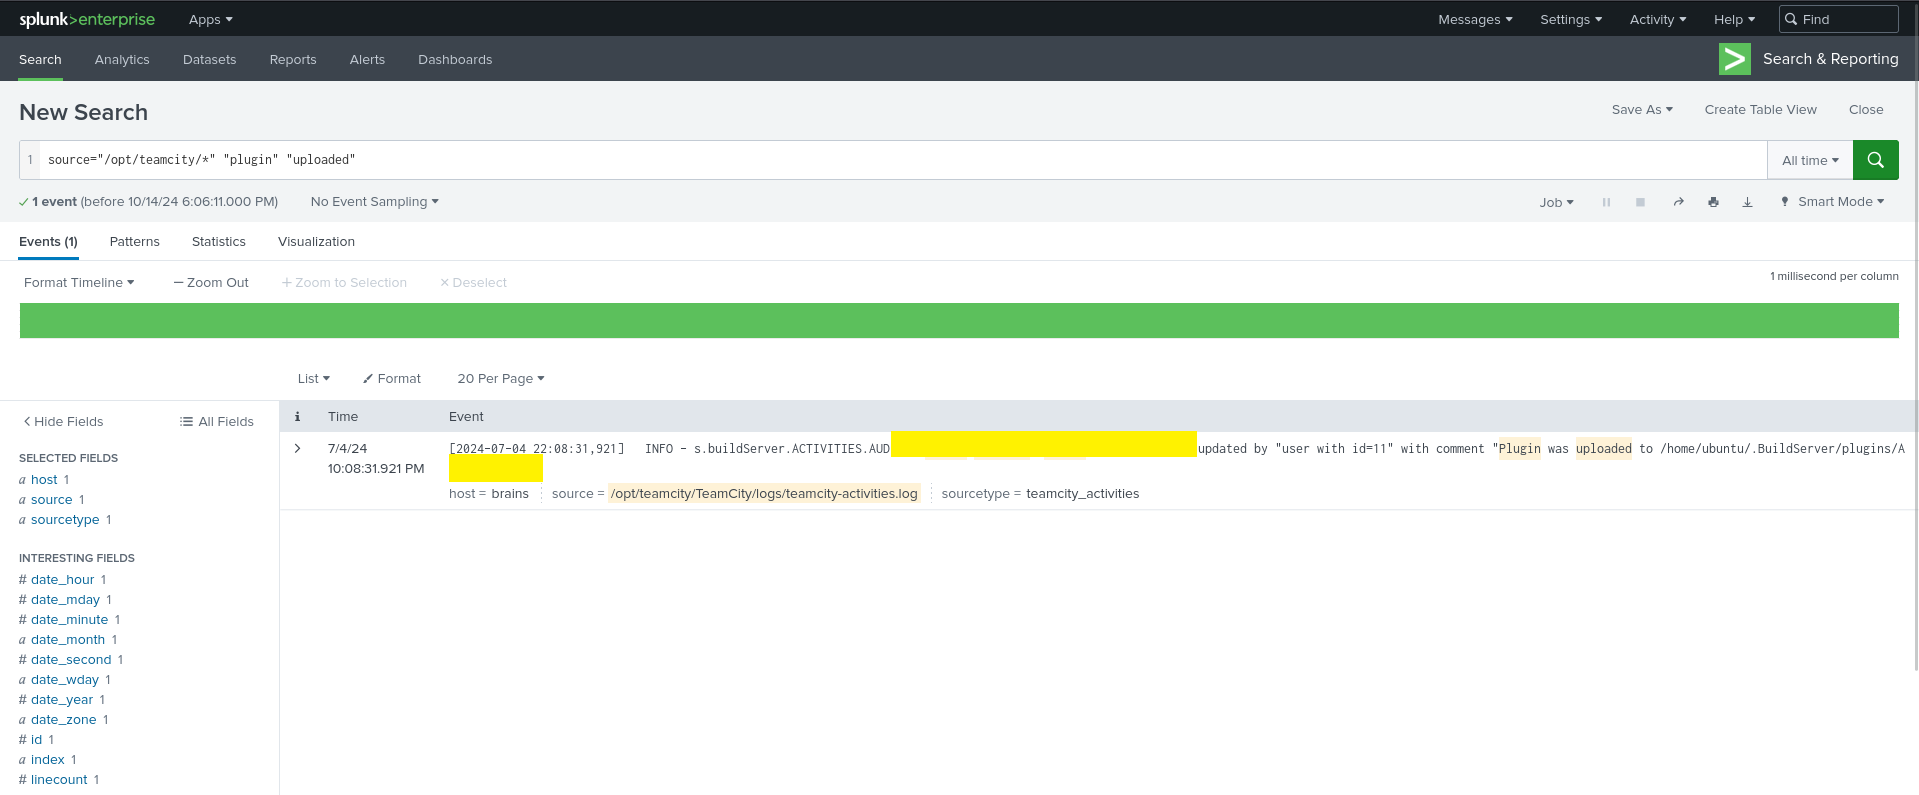 splunk>enterprise Apps Messages Settings Activity Help Find
Search Analytics Datasets Reports Alerts Dashboards Search & Reporting
New Search Save As Create Table View Close
1 source="/opt/teamcity/*" "plugin" "uploaded" All time
1 event (before 10/14/24 6:06:11.000 PM) No Event Sampling Job Smart Mode
Events (1) Patterns Statistics Visualization
Format Timeline — Zoom Out + Zoom to Selection × Deselect 1 millisecond per column
List Format 20 Per Page
< Hide Fields All Fields
SELECTED FIELDS
a host 1
a source 1
a sourcetype 1
INTERESTING FIELDS
# date_hour 1
# date_mday 1
# date_minute 1
a date_month 1
# date_second 1
a date_wday 1
# date_year 1
a date_zone 1
# id 1
a index 1
# linecount 1
i Time Event
> 7/4/24 [2024-07-04 22:08:31,921] INFO - s.buildServer.ACTIVITIES.AUD updated by "user with id=11" with comment "Plugin was uploaded to /home/ubuntu/.BuildServer/plugins/A
10:08:31.921 PM
host = brains source = /opt/teamcity/TeamCity/logs/teamcity-activities.log sourcetype = teamcity_activities